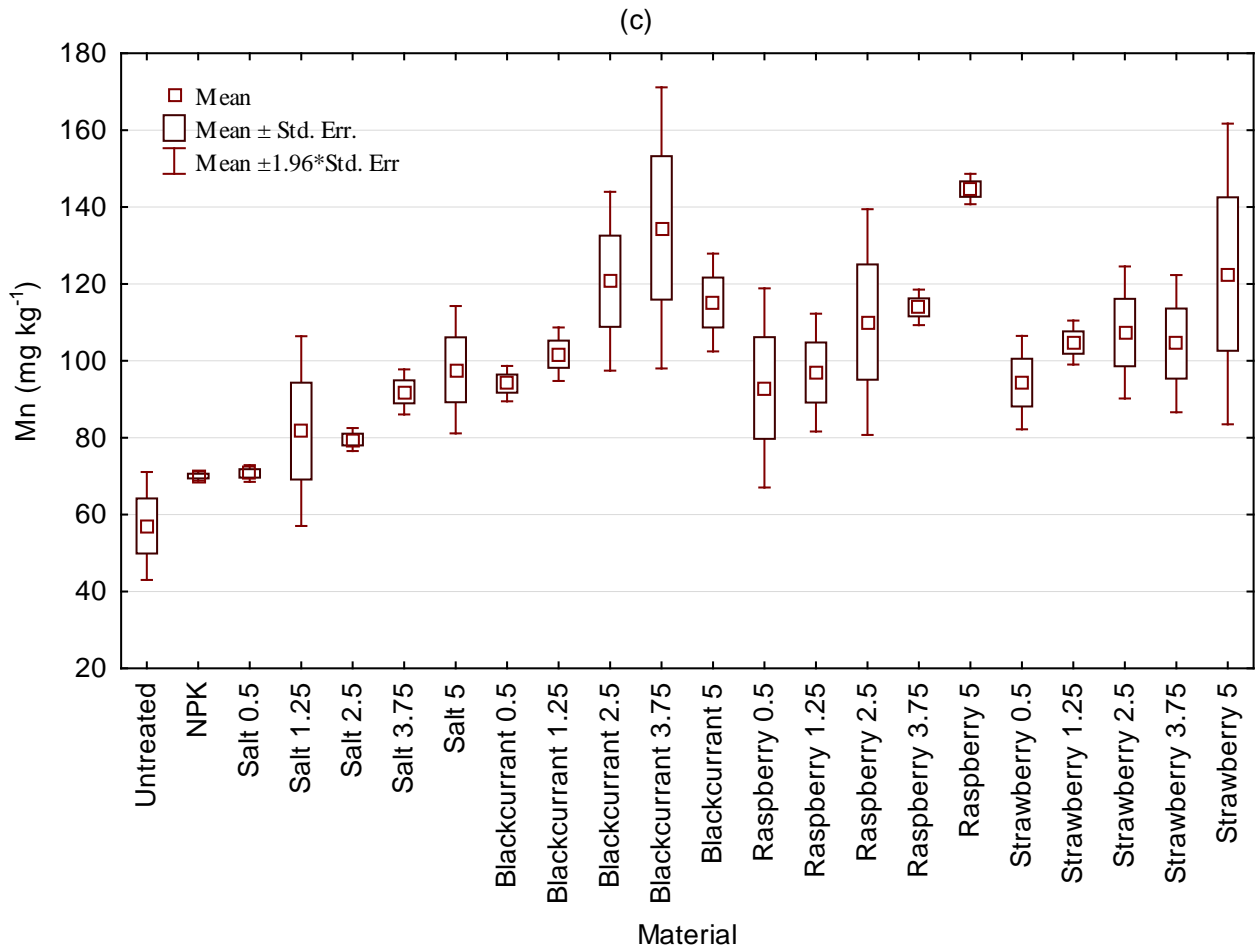 (c)
180
160
140
120
100
80
60
40
20
Mn (mg kg⁻¹)
Mean
Mean ± Std. Err.
Mean ±1.96*Std. Err
Untreated
NPK
Salt 0.5
Salt 1.25
Salt 2.5
Salt 3.75
Salt 5
Blackcurrant 0.5
Blackcurrant 1.25
Blackcurrant 2.5
Blackcurrant 3.75
Blackcurrant 5
Raspberry 0.5
Raspberry 1.25
Raspberry 2.5
Raspberry 3.75
Raspberry 5
Strawberry 0.5
Strawberry 1.25
Strawberry 2.5
Strawberry 3.75
Strawberry 5
Material